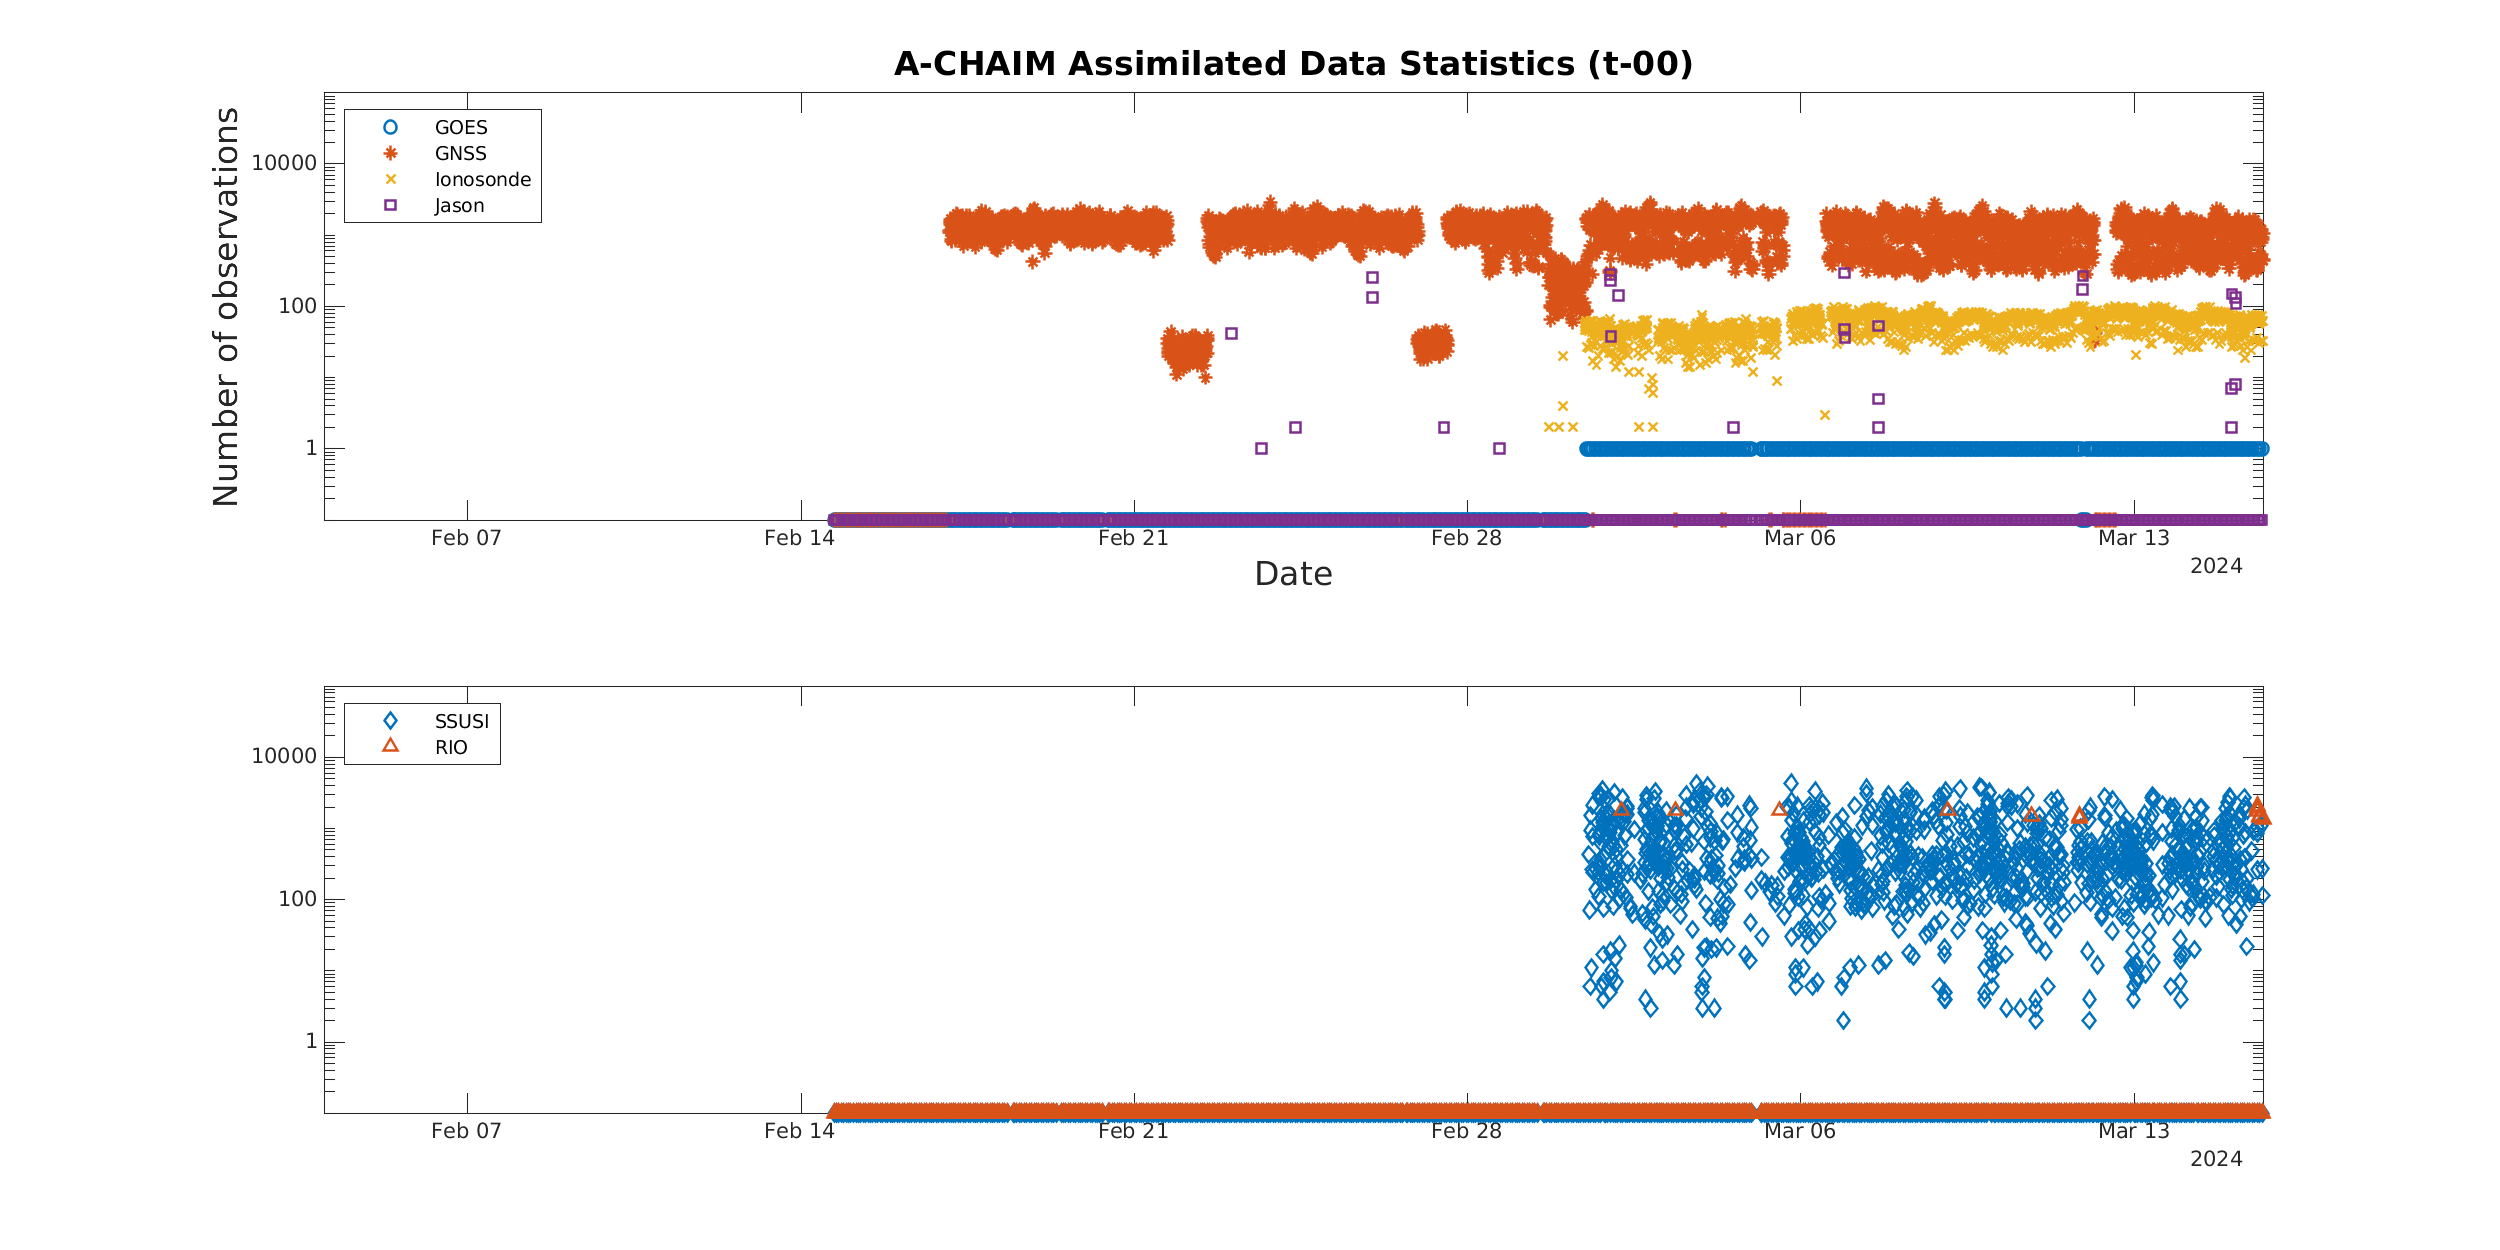 A-CHAIM Assimilated Data Statistics (t-00)
Number of observations
GOES
GNSS
Ionosonde
Jason
10000
100
1
Feb 07 Feb 14 Feb 21 Feb 28 Mar 06 Mar 13
2024
Date
SSUSI
RIO
10000
100
1
Feb 07 Feb 14 Feb 21 Feb 28 Mar 06 Mar 13
2024